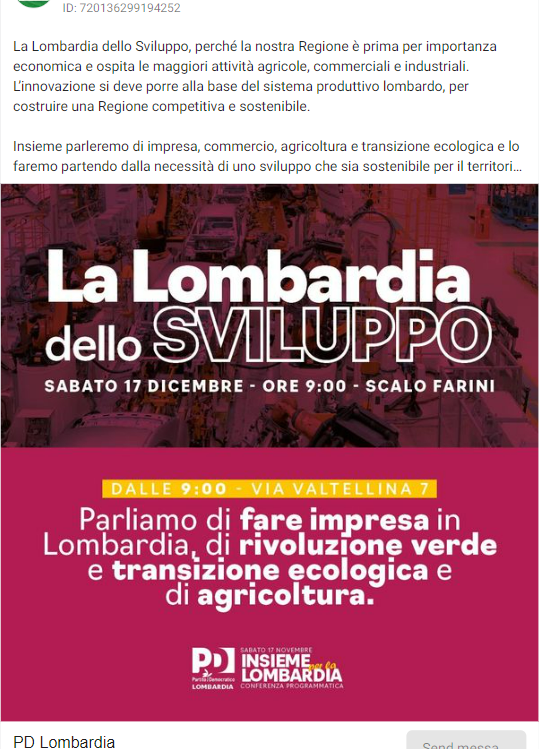 ID: 720136299194252
La Lombardia dello Sviluppo, perché la nostra Regione è prima per importanza
economica e ospita le maggiori attività agricole, commerciali e industriali.
L'innovazione si deve porre alla base del sistema produttivo lombardo, per
costruire una Regione competitiva e sostenibile.
Insieme parleremo di impresa, commercio, agricoltura e transizione ecologica e lo
faremo partendo dalla necessità di uno sviluppo che sia sostenibile per il territori...
La Lombardia
dello SVILUPPO
SABATO 17 DICEMBRE - ORE 9:00 - SCALO FARINI
DALLE 9:00 - VIA VALTELLINA 7
Parliamo di fare impresa in
Lombardia, di rivoluzione verde
e transizione ecologica e
di agricoltura.
PD
Partito Democratico
LOMBARDIA
SABATO 17 NOVEMBRE
INSIEME per la
LOMBARDIA
CONFERENZA PROGRAMMATICA
PD Lombardia
Send messa...